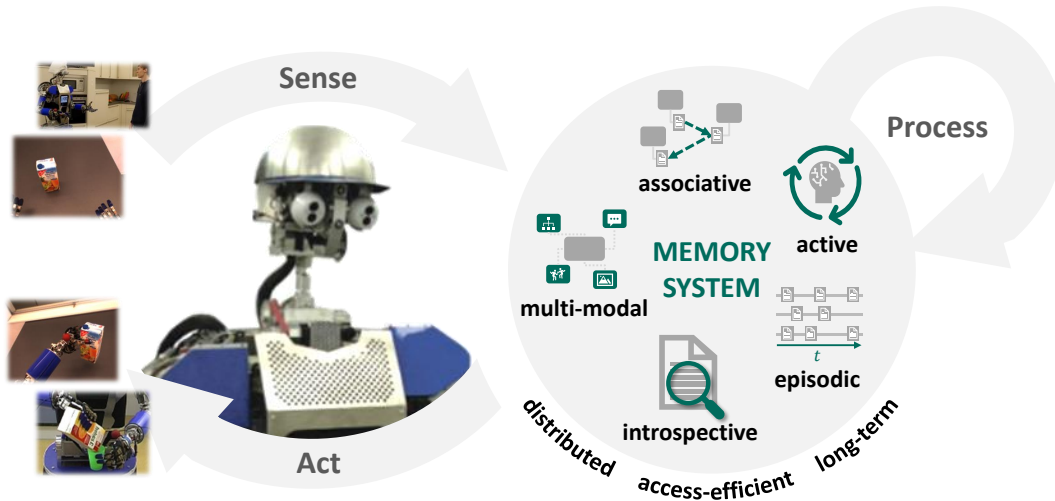 Sense
Process
associative
active
MEMORY
SYSTEM
multi-modal
t
episodic
introspective
distributed
access-efficient
long-term
Act